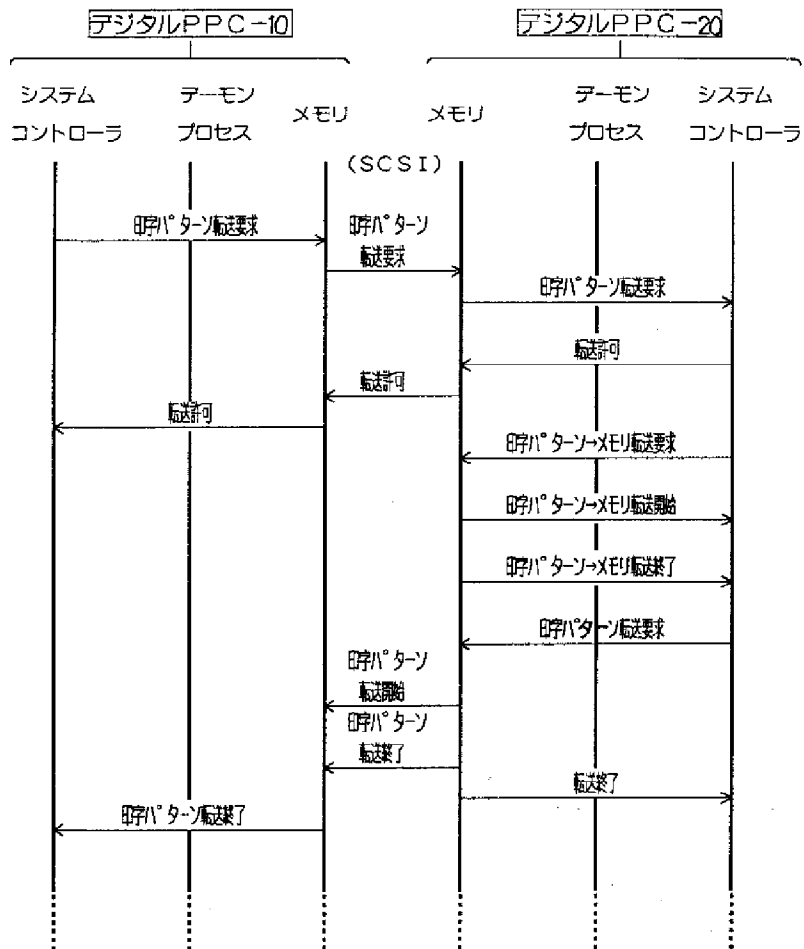 デジタルPPC-10
デジタルPPC-20
システム
コントローラ
デーモン
プロセス
メモリ
メモリ
デーモン
プロセス
システム
コントローラ
(SCSI)
印字パターン転送要求
印字パターン
転送要求
印字パターン転送要求
転送許可
転送許可
転送許可
印字パターン→メモリ転送要求
印字パターン→メモリ転送開始
印字パターン→メモリ転送終了
印字パターン転送要求
印字パターン
転送開始
印字パターン
転送終了
転送終了
印字パターン転送終了